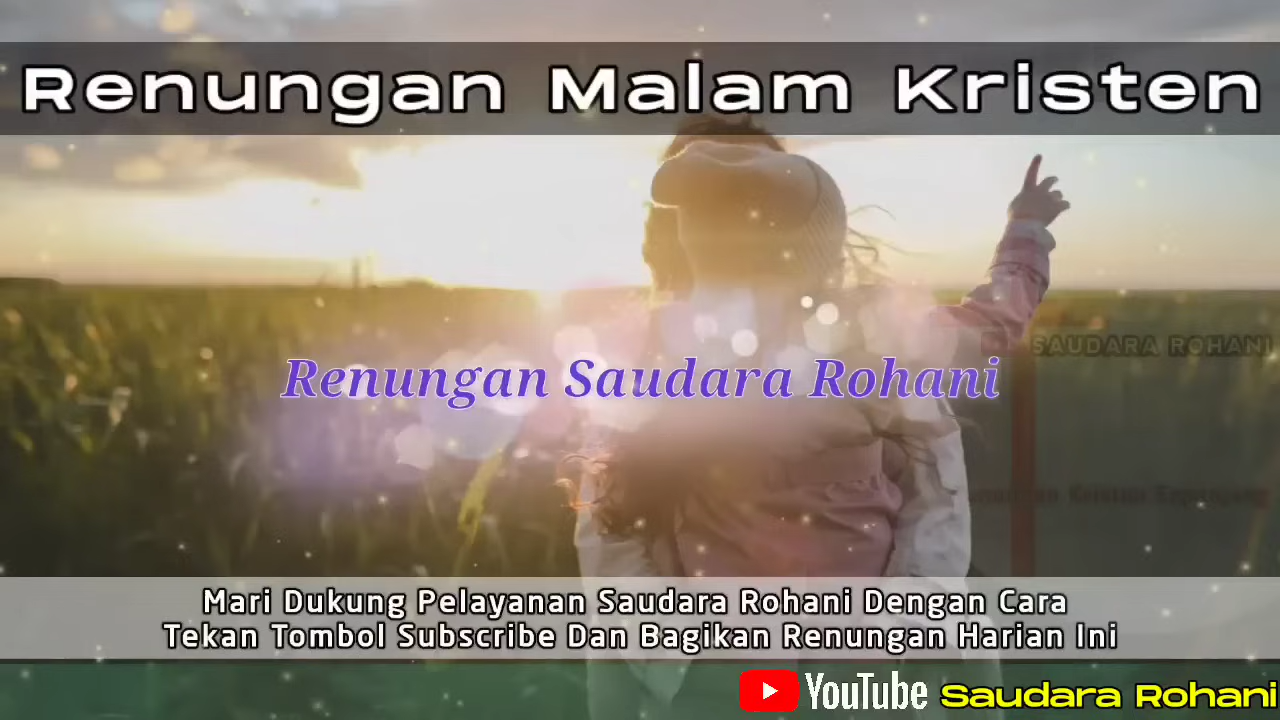 Renungan Malam Kristen
SAUDARA ROHANI
Renungan Saudara Rohani
Mari Dukung Pelayanan Saudara Rohani Dengan Cara
Tekan Tombol Subscribe Dan Bagikan Renungan Harian Ini
YouTube Saudara Rohani